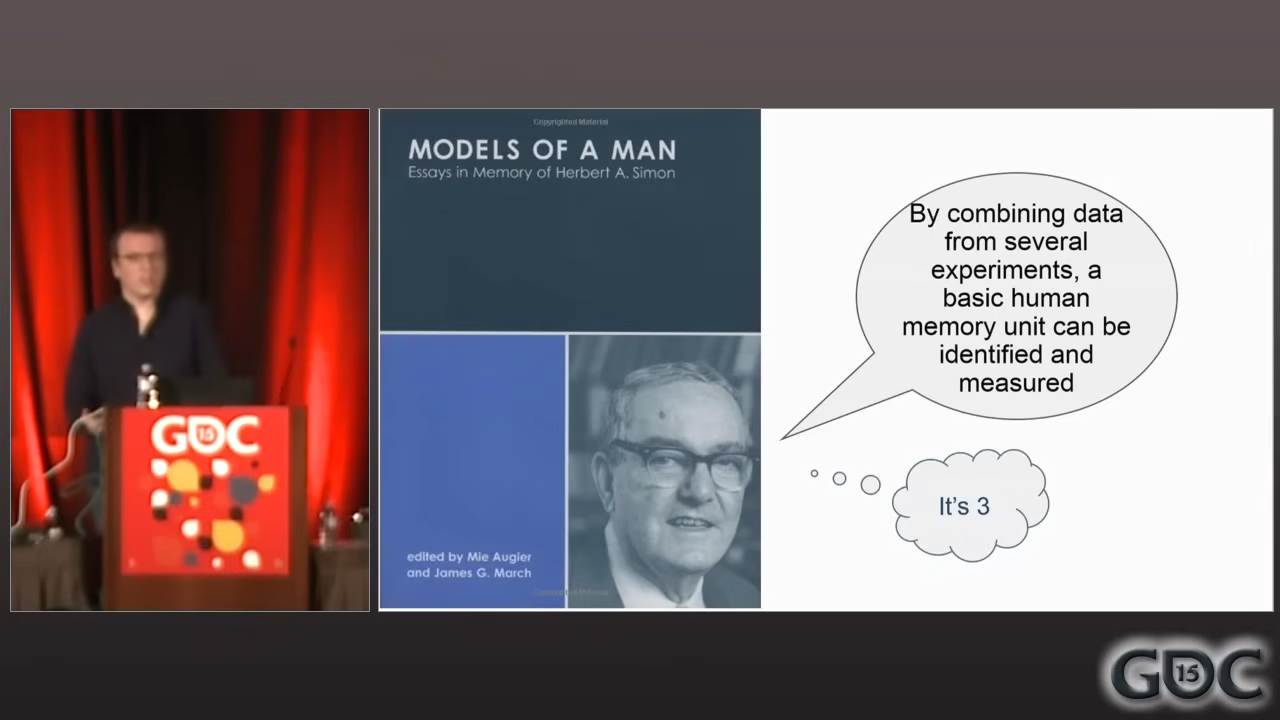 GDC
15
Copyrighted Material
MODELS OF A MAN
Essays in Memory of Herbert A. Simon
edited by Mie Augier
and James G. March
By combining data
from several
experiments, a
basic human
memory unit can be
identified and
measured
It's 3
GDC
15